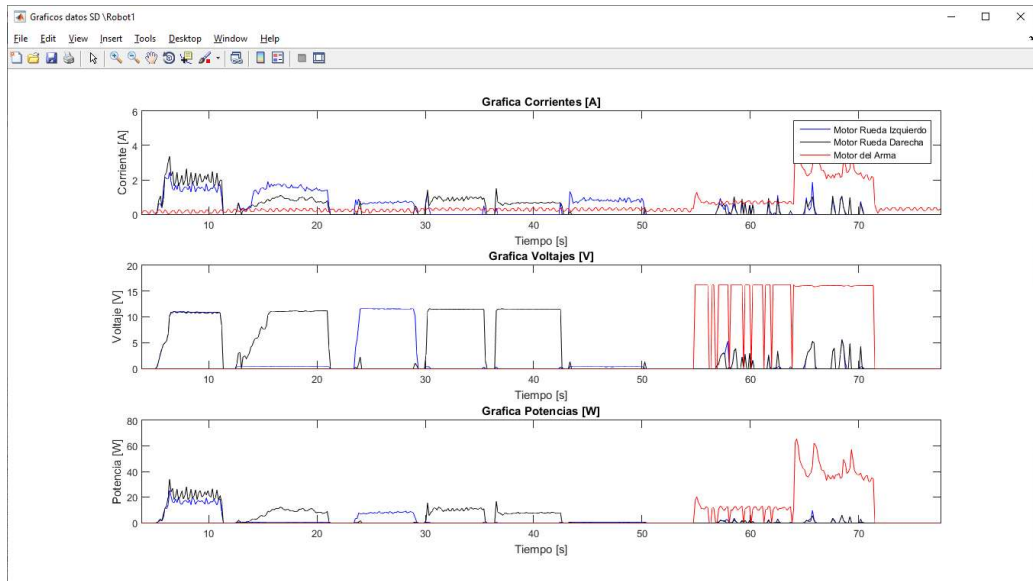 Graficos datos SD \Robot1
File Edit View Insert Tools Desktop Window Help
Grafica Corrientes [A]
Corriente [A]
6
4
2
0
Motor Rueda Izquierdo
Motor Rueda Darecha
Motor del Arma
10 20 30 40 50 60 70
Tiempo [s]
Grafica Voltajes [V]
Voltaje [V]
20
15
10
5
0
10 20 30 40 50 60 70
Tiempo [s]
Grafica Potencias [W]
Potencia [W]
80
60
40
20
0
10 20 30 40 50 60 70
Tiempo [s]